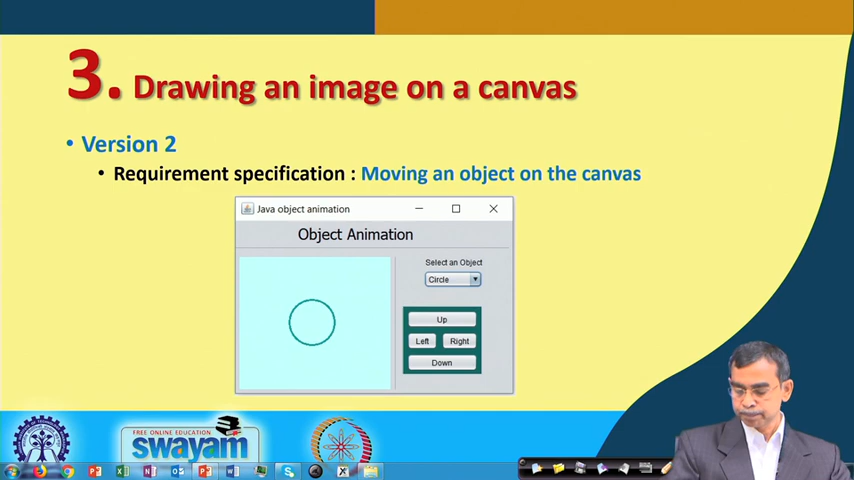 3. Drawing an image on a canvas
• Version 2
• Requirement specification : Moving an object on the canvas
Java object animation
Object Animation
Select an Object
Circle
Up
Left Right
Down
FREE ONLINE EDUCATION
swayam